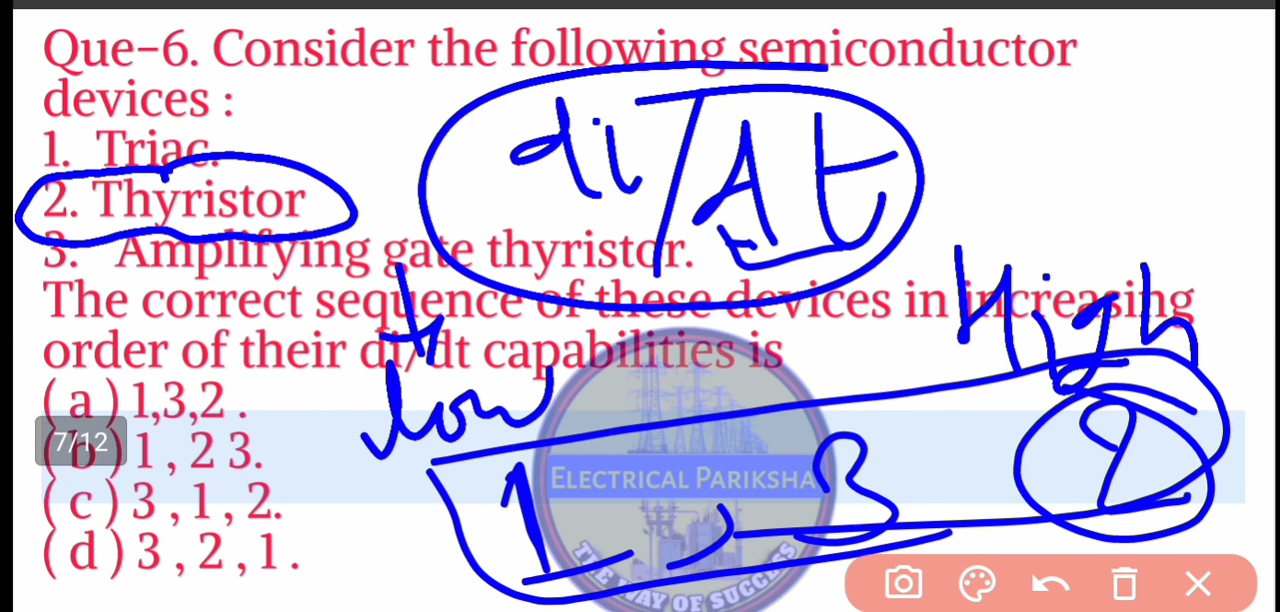 Que-6. Consider the following semiconductor
devices :
1. Triac.
di/dt
2. Thyristor
3. Amplifying gate thyristor.
The correct sequence of these devices in increasing
High
order of their di/dt capabilities is
low
( a ) 1,3,2 .
7/12
( b ) 1 , 2 3.
1, 3
2
ELECTRICAL PARIKSHA
( c ) 3 , 1 , 2.
( d ) 3 , 2 , 1 .
THE WAY OF SUCCESS